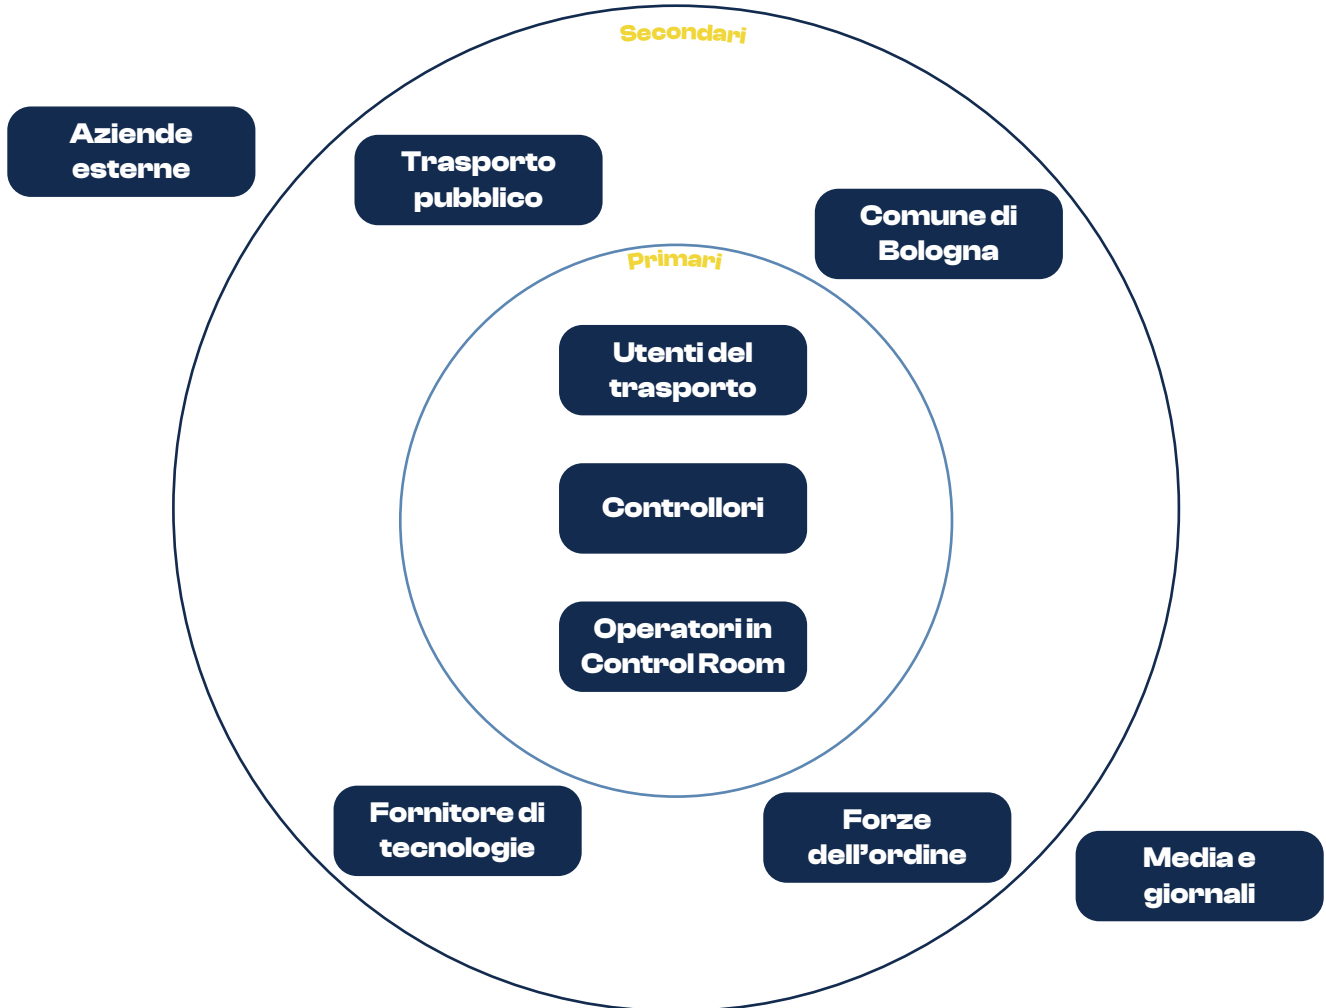 Secondari
Aziende
esterne
Trasporto
pubblico
Comune di
Bologna
Primari
Utenti del
trasporto
Controllori
Operatori in
Control Room
Fornitore di
tecnologie
Forze
dell’ordine
Media e
giornali